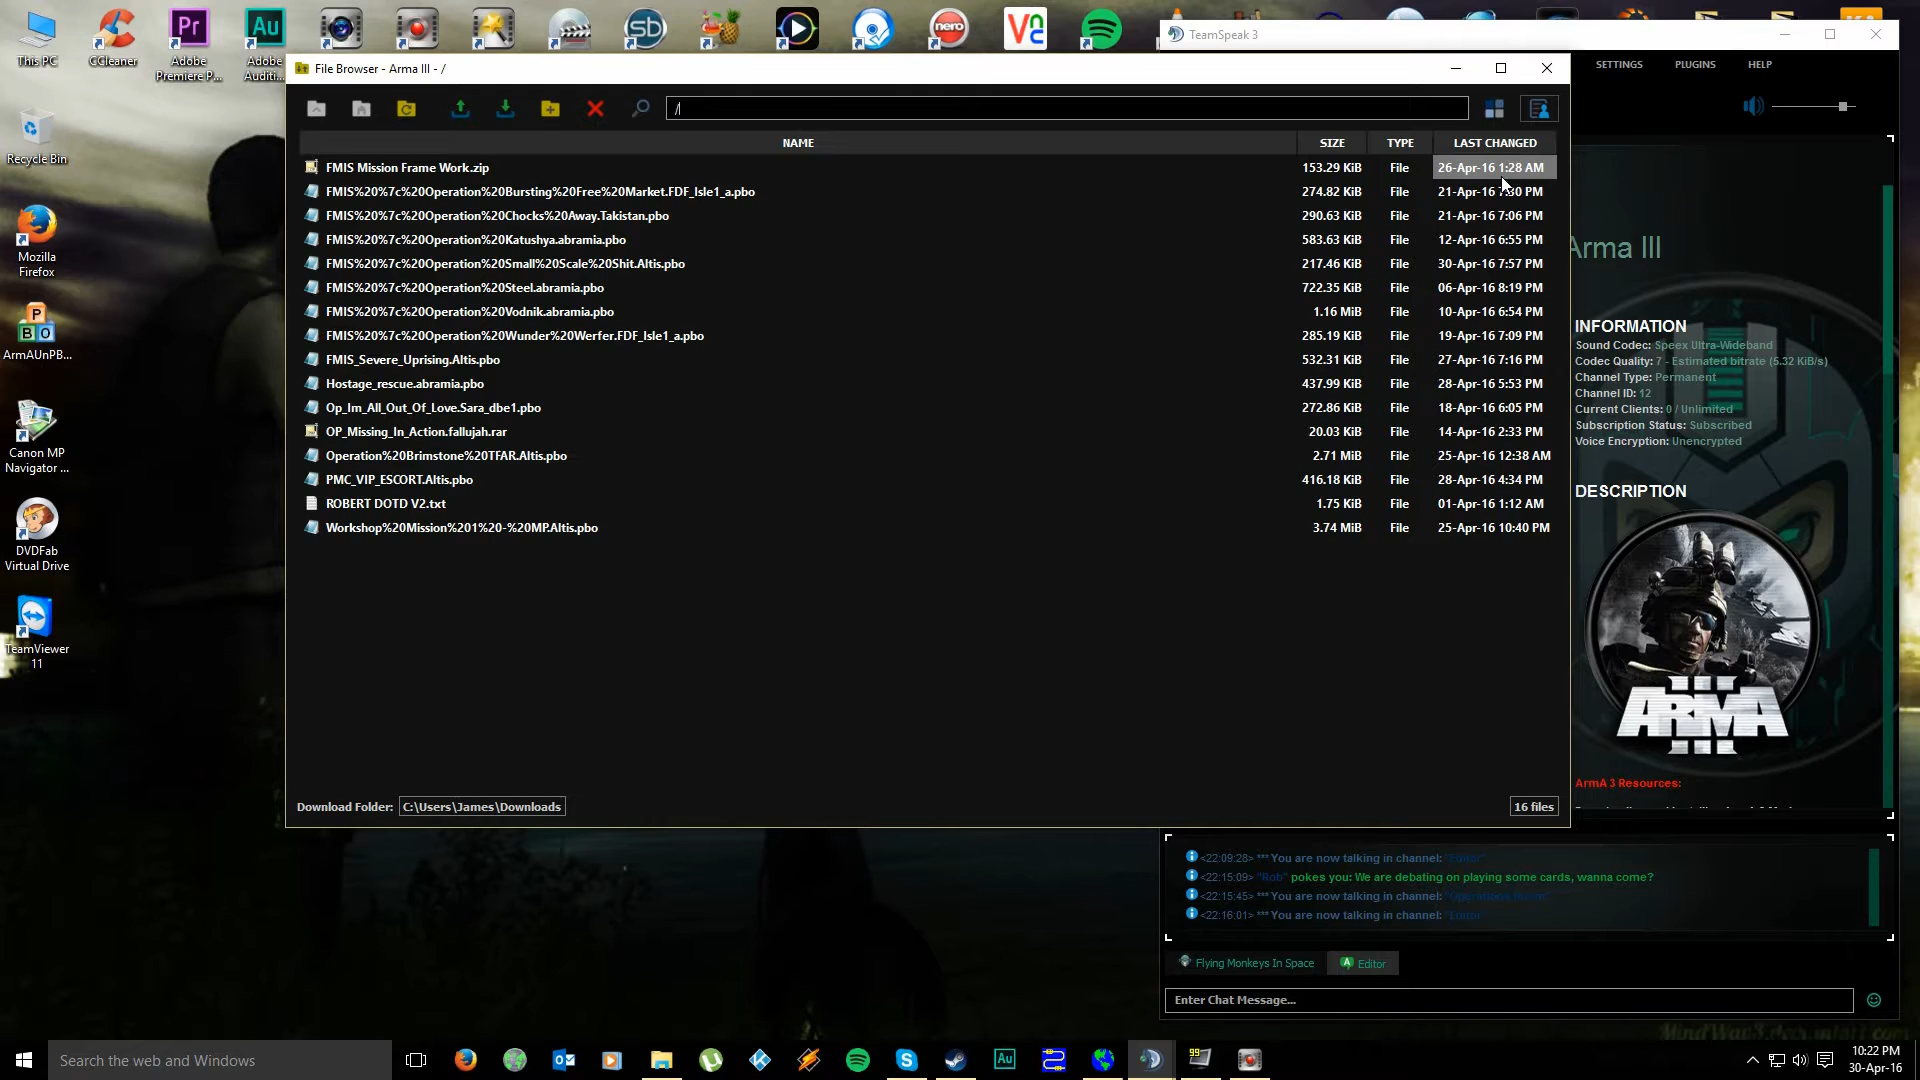 This PC
CCleaner
Adobe
Premiere P...
Adobe
Auditi...
Recycle Bin
Mozilla
Firefox
ArmAUnPB...
Canon MP
Navigator ...
DVDFab
Virtual Drive
TeamViewer
11
TeamSpeak 3
SETTINGS PLUGINS HELP
File Browser - Arma III - /
/
NAME SIZE TYPE LAST CHANGED
FMIS Mission Frame Work.zip 153.29 KiB File 26-Apr-16 1:28 AM
FMIS%20%7c%20Operation%20Bursting%20Free%20Market.FDF_Isle1_a.pbo 274.82 KiB File 21-Apr-16 7:30 PM
FMIS%20%7c%20Operation%20Chocks%20Away.Takistan.pbo 290.63 KiB File 21-Apr-16 7:06 PM
FMIS%20%7c%20Operation%20Katushya.abramia.pbo 583.63 KiB File 12-Apr-16 6:55 PM
FMIS%20%7c%20Operation%20Small%20Scale%20Shit.Altis.pbo 217.46 KiB File 30-Apr-16 7:57 PM
FMIS%20%7c%20Operation%20Steel.abramia.pbo 722.35 KiB File 06-Apr-16 8:19 PM
FMIS%20%7c%20Operation%20Vodnik.abramia.pbo 1.16 MiB File 10-Apr-16 6:54 PM
FMIS%20%7c%20Operation%20Wunder%20Werfer.FDF_Isle1_a.pbo 285.19 KiB File 19-Apr-16 7:09 PM
FMIS_Severe_Uprising.Altis.pbo 532.31 KiB File 27-Apr-16 7:16 PM
Hostage_rescue.abramia.pbo 437.99 KiB File 28-Apr-16 5:53 PM
Op_Im_All_Out_Of_Love.Sara_dbe1.pbo 272.86 KiB File 18-Apr-16 6:05 PM
OP_Missing_In_Action.fallujah.rar 20.03 KiB File 14-Apr-16 2:33 PM
Operation%20Brimstone%20TFAR.Altis.pbo 2.71 MiB File 25-Apr-16 12:38 AM
PMC_VIP_ESCORT.Altis.pbo 416.18 KiB File 28-Apr-16 4:34 PM
ROBERT DOTD V2.txt 1.75 KiB File 01-Apr-16 1:12 AM
Workshop%20Mission%201%20-%20MP.Altis.pbo 3.74 MiB File 25-Apr-16 10:40 PM
Download Folder: C:\Users\James\Downloads
16 files
Arma III
INFORMATION
Sound Codec: Speex Ultra-Wideband
Codec Quality: 7 - Estimated bitrate (5.32 KiB/s)
Channel Type: Permanent
Channel ID: 12
Current Clients: 0 / Unlimited
Subscription Status: Subscribed
Voice Encryption: Unencrypted
DESCRIPTION
ARMA
III
ArmA 3 Resources:
<22:09:28> *** You are now talking in channel: "Editor"
<22:15:09> "Rob" pokes you: We are debating on playing some cards, wanna come?
<22:15:45> *** You are now talking in channel: "Operations Room"
<22:16:01> *** You are now talking in channel: "Editor"
Flying Monkeys In Space Editor
Enter Chat Message...
Search the web and Windows
10:22 PM
30-Apr-16